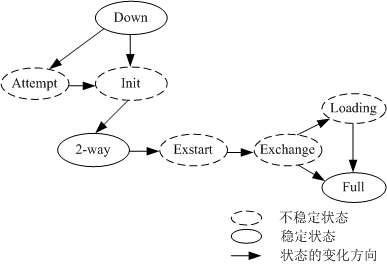 Down
Attempt
Init
Loading
2-way
Exstart
Exchange
Full
不稳定状态
稳定状态
状态的变化方向